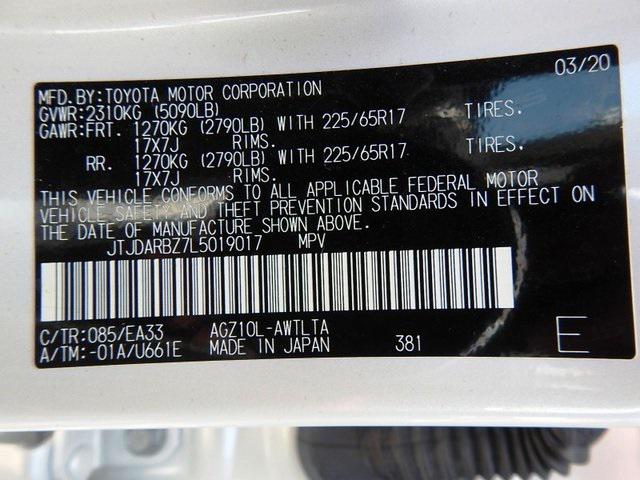 03/20
MFD.BY:TOYOTA MOTOR CORPORATION
GVWR:2310KG (5090LB)
GAWR:FRT. 1270KG (2790LB) WITH 225/65R17 TIRES.
17X7J RIMS.
RR. 1270KG (2790LB) WITH 225/65R17 TIRES.
17X7J RIMS.
THIS VEHICLE CONFORMS TO ALL APPLICABLE FEDERAL MOTOR
VEHICLE SAFETY AND THEFT PREVENTION STANDARDS IN EFFECT ON
THE DATE OF MANUFACTURE SHOWN ABOVE.
JTJDARBZ7L5019017 MPV
C/TR:085/EA33 AGZ10L-AWTLTA
A/TM:-01A/U661E MADE IN JAPAN 381 E